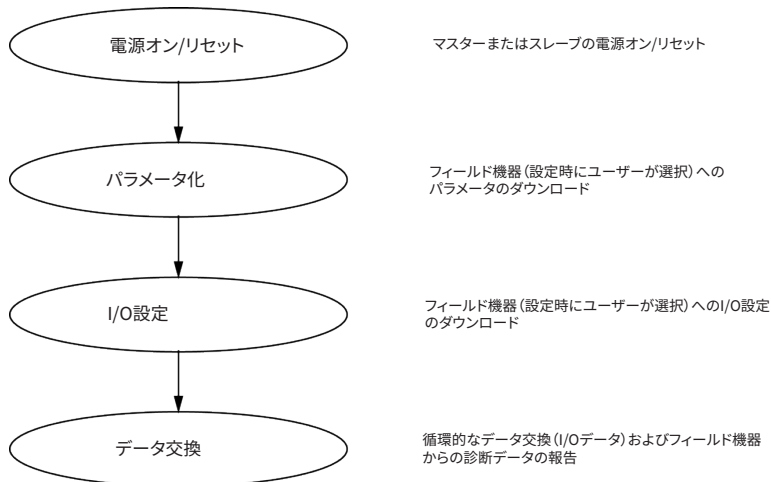 電源オン/リセット
マスターまたはスレーブの電源オン/リセット
パラメータ化
フィールド機器(設定時にユーザーが選択)への
パラメータのダウンロード
I/O設定
フィールド機器(設定時にユーザーが選択)へのI/O設定
のダウンロード
データ交換
循環的なデータ交換(I/Oデータ)およびフィールド機器
からの診断データの報告